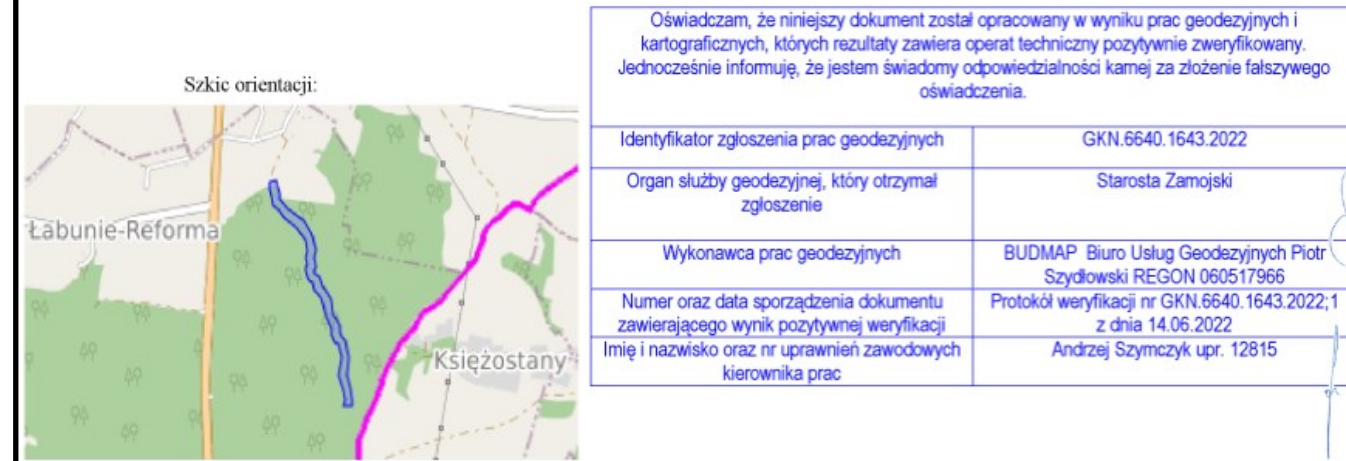 Szkic orientacji:
Łabunie-Reforma
Księżostany
Oświadczam, że niniejszy dokument został opracowany w wyniku prac geodezyjnych i
kartograficznych, których rezultaty zawiera operat techniczny pozytywnie zweryfikowany.
Jednocześnie informuję, że jestem świadomy odpowiedzialności karnej za złożenie fałszywego
oświadczenia.
Identyfikator zgłoszenia prac geodezyjnych GKN.6640.1643.2022
Organ służby geodezyjnej, który otrzymał Starosta Zamojski
zgłoszenie
Wykonawca prac geodezyjnych BUDMAP Biuro Usług Geodezyjnych Piotr
Szydłowski REGON 060517966
Numer oraz data sporządzenia dokumentu Protokół weryfikacji nr GKN.6640.1643.2022;1
zawierającego wynik pozytywnej weryfikacji z dnia 14.06.2022
Imię i nazwisko oraz nr uprawnień zawodowych Andrzej Szymczyk upr. 12815
kierownika prac